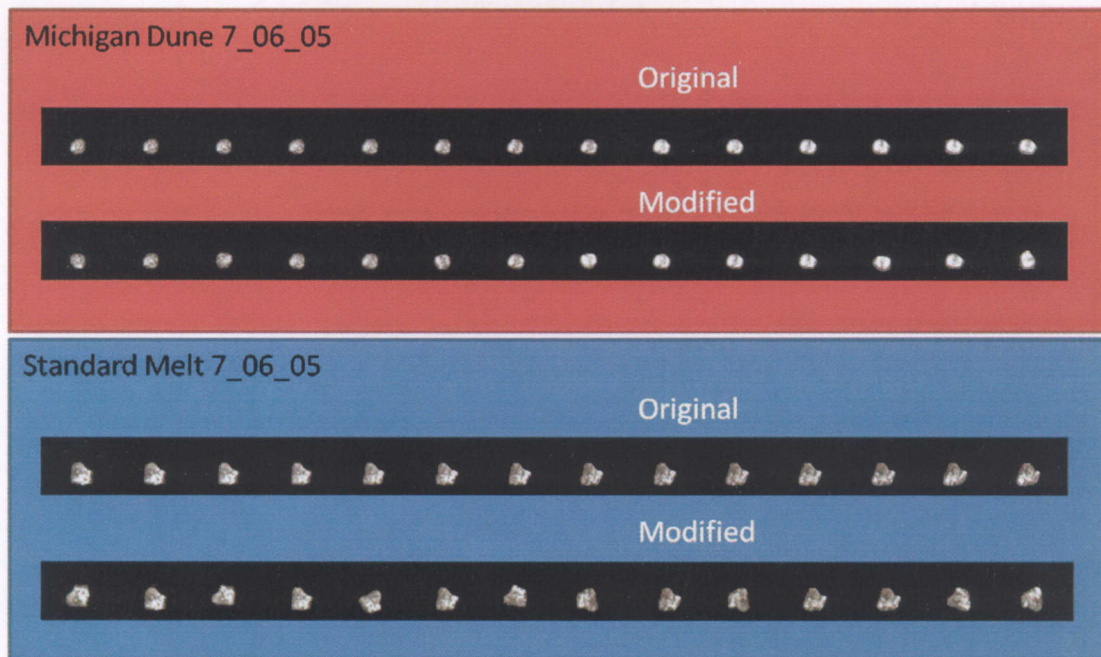 Michigan Dune 7_06_05
Original
Modified
Standard Melt 7_06_05
Original
Modified